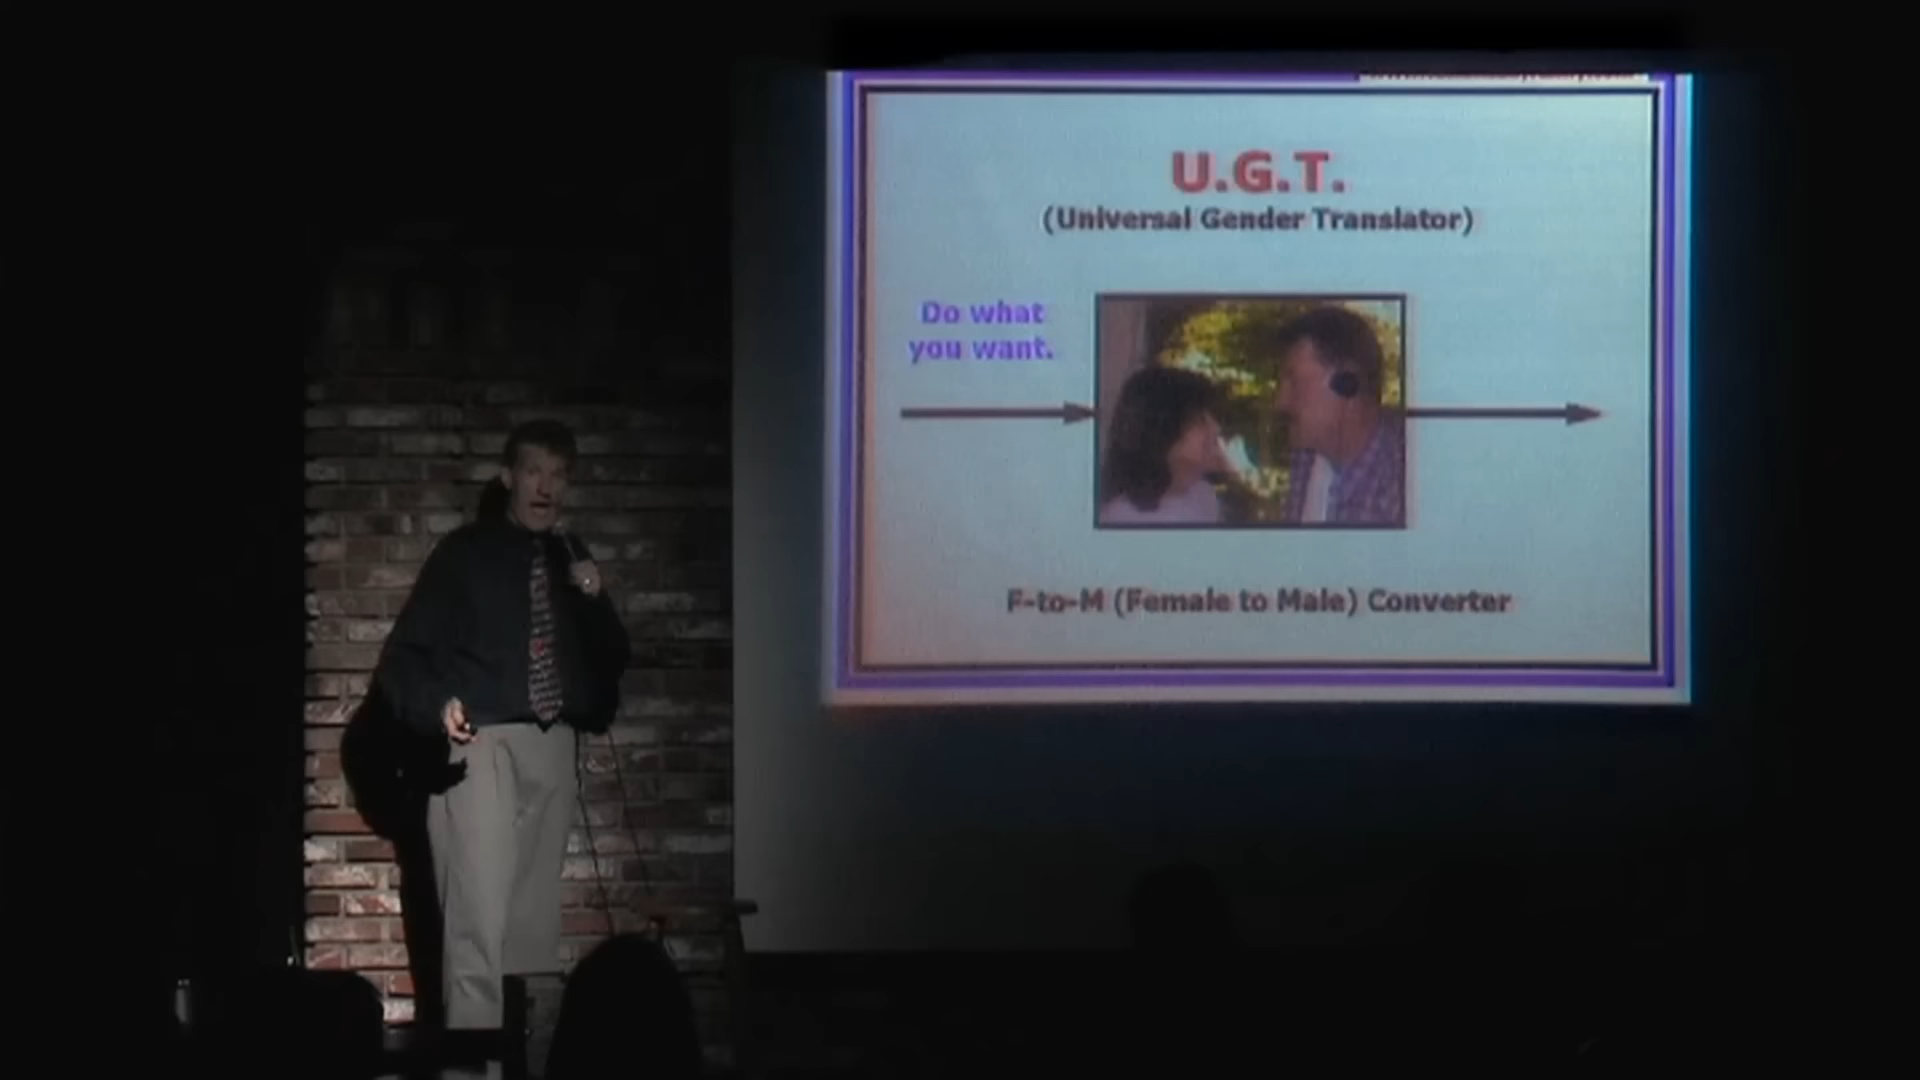 U.G.T.
(Universal Gender Translator)
Do what
you want.
F-to-M (Female to Male) Converter